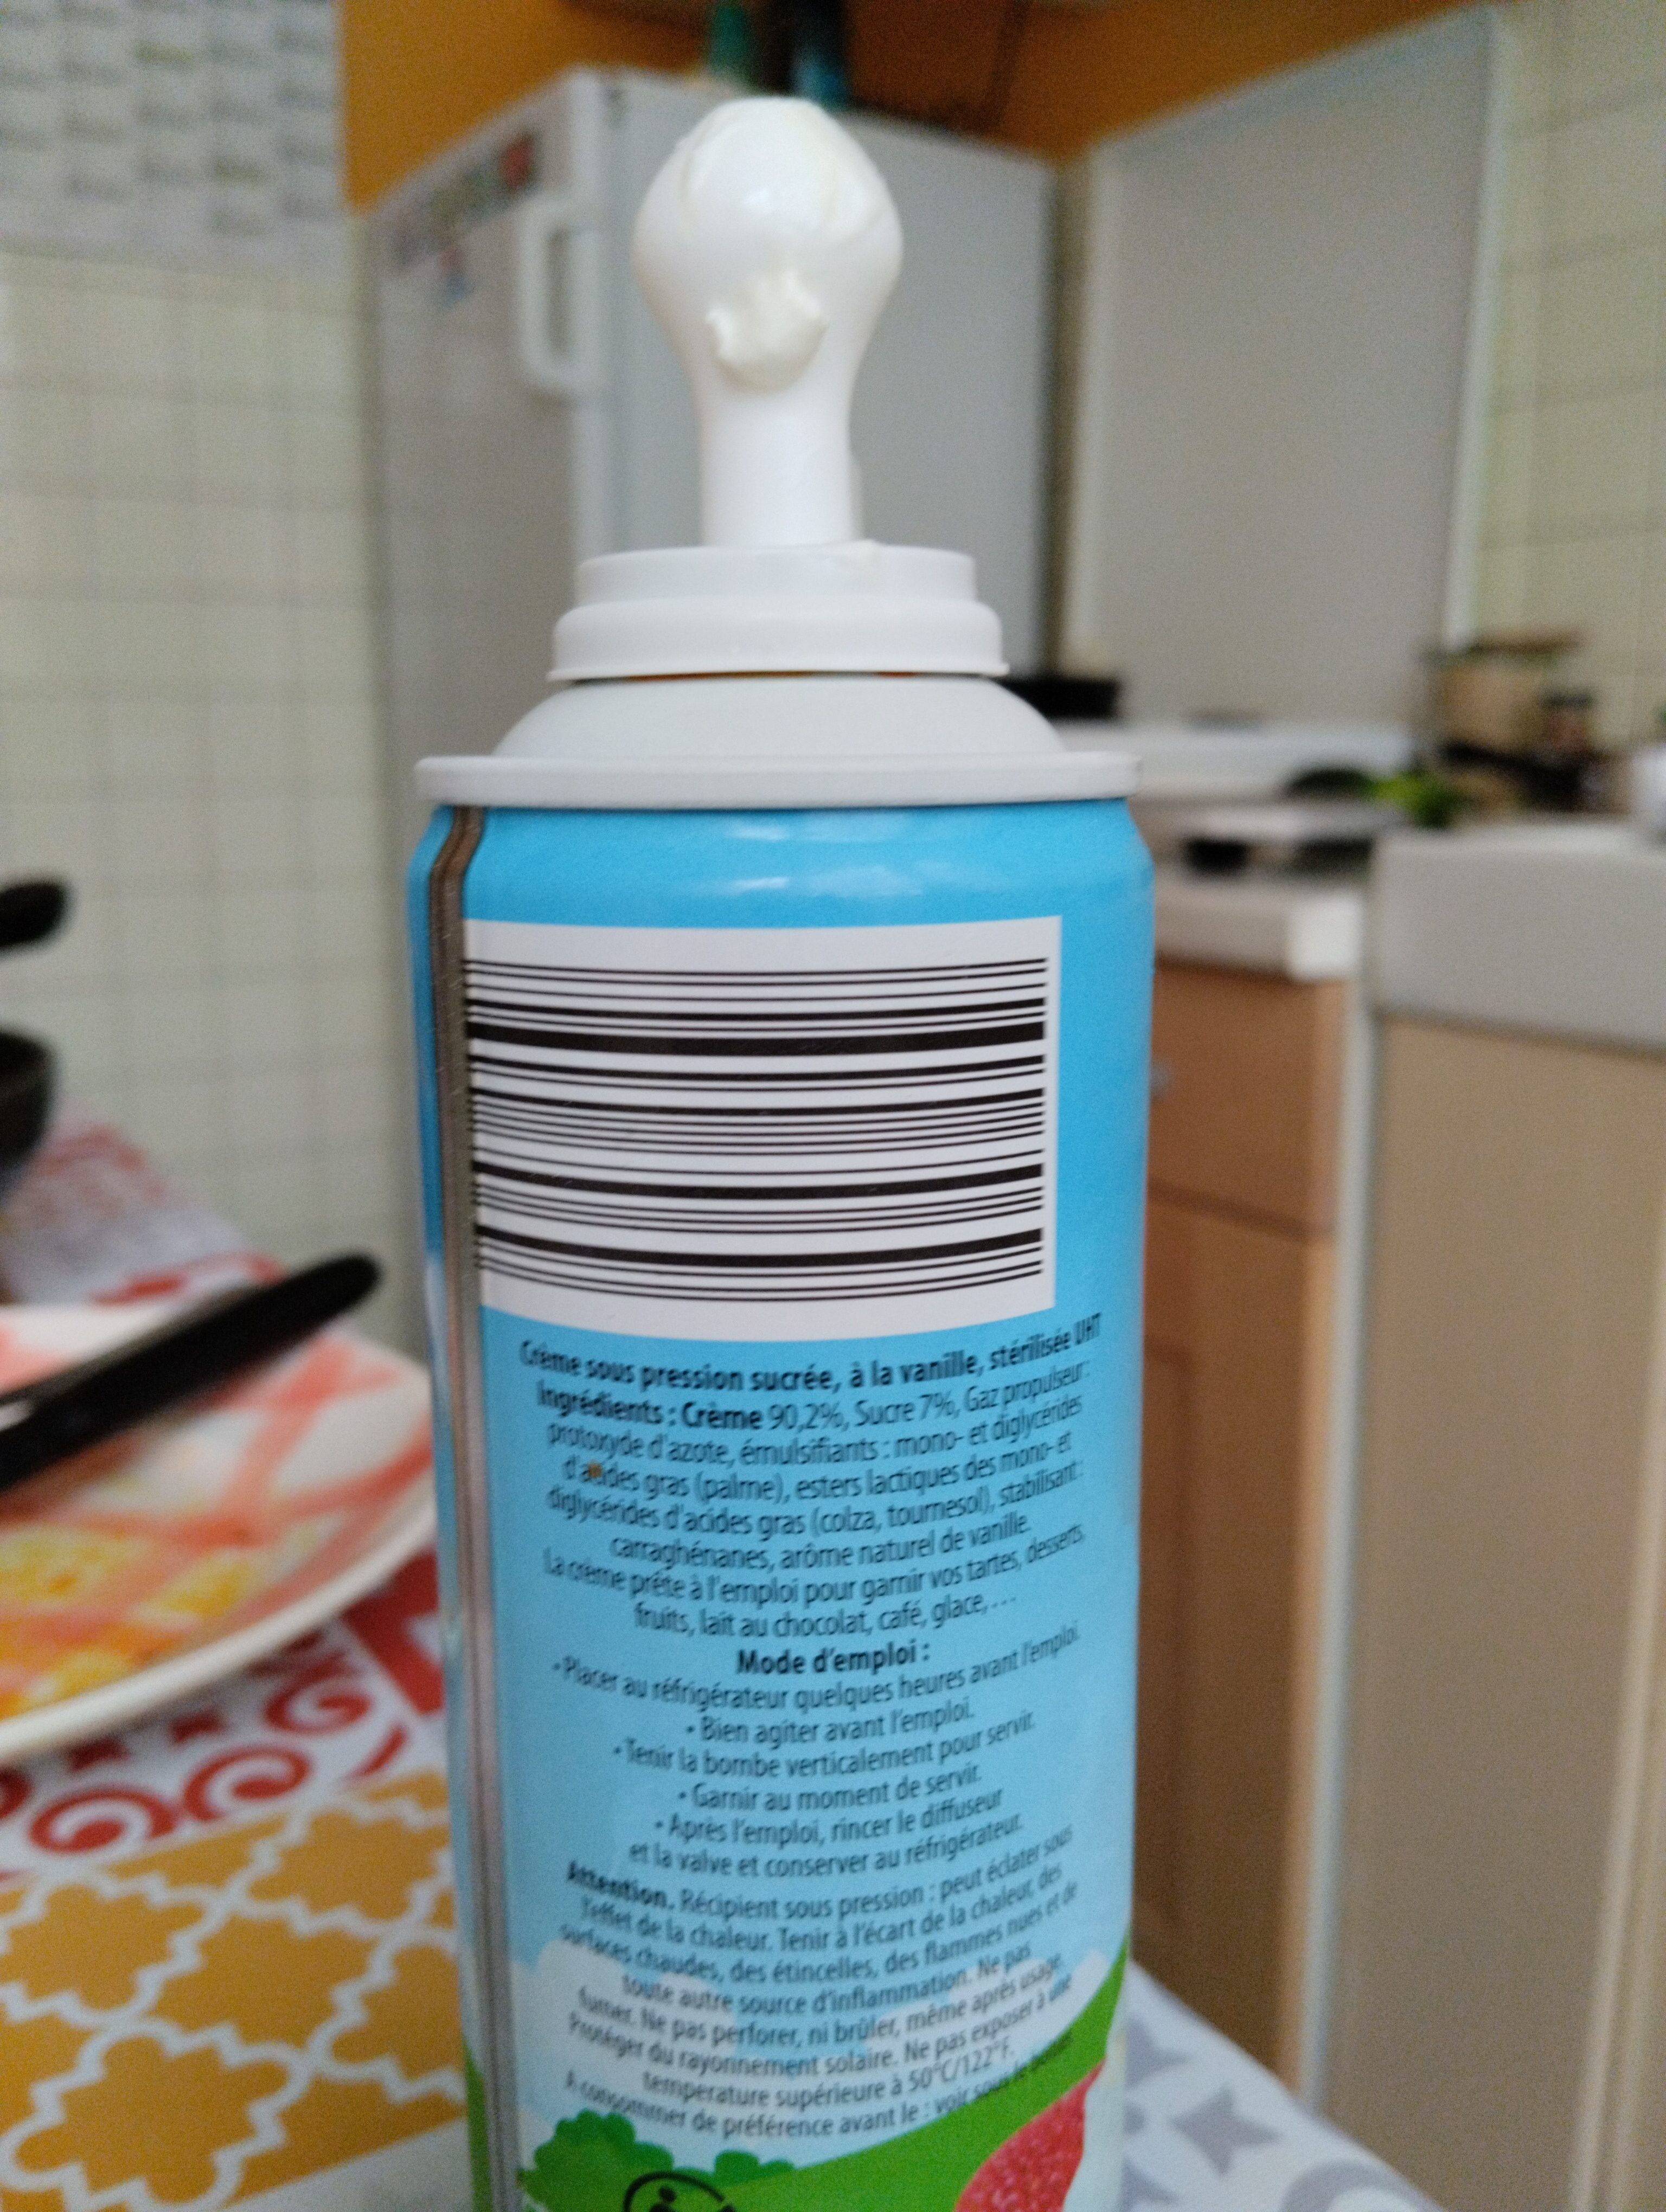 Crème sous pression sucrée, à la vanille, stérilisée UHT
Ingrédients : Crème 90,2%, Sucre 7%, Gaz propulseur :
protoxyde d'azote, émulsifiants : mono- et diglycérides
d'acides gras (palme), esters lactiques des mono- et
diglycérides d'acides gras (colza, tournesol), stabilisant :
carraghénanes, arôme naturel de vanille.
La crème prête à l'emploi pour garnir vos tartes, desserts,
fruits, lait au chocolat, café, glace,...
Mode d'emploi :
• Placer au réfrigérateur quelques heures avant l'emploi.
• Bien agiter avant l'emploi.
• Tenir la bombe verticalement pour servir.
• Garnir au moment de servir.
• Après l'emploi, rincer le diffuseur
et la valve et conserver au réfrigérateur.
Attention. Récipient sous pression : peut éclater sous
l'effet de la chaleur. Tenir à l'écart de la chaleur, des
surfaces chaudes, des étincelles, des flammes nues et de
toute autre source d'inflammation. Ne pas
fumer. Ne pas perforer, ni brûler, même après usage.
Protéger du rayonnement solaire. Ne pas exposer à une
temperature supérieure à 50°C/122°F.
A consommer de préférence avant le : voir sous le